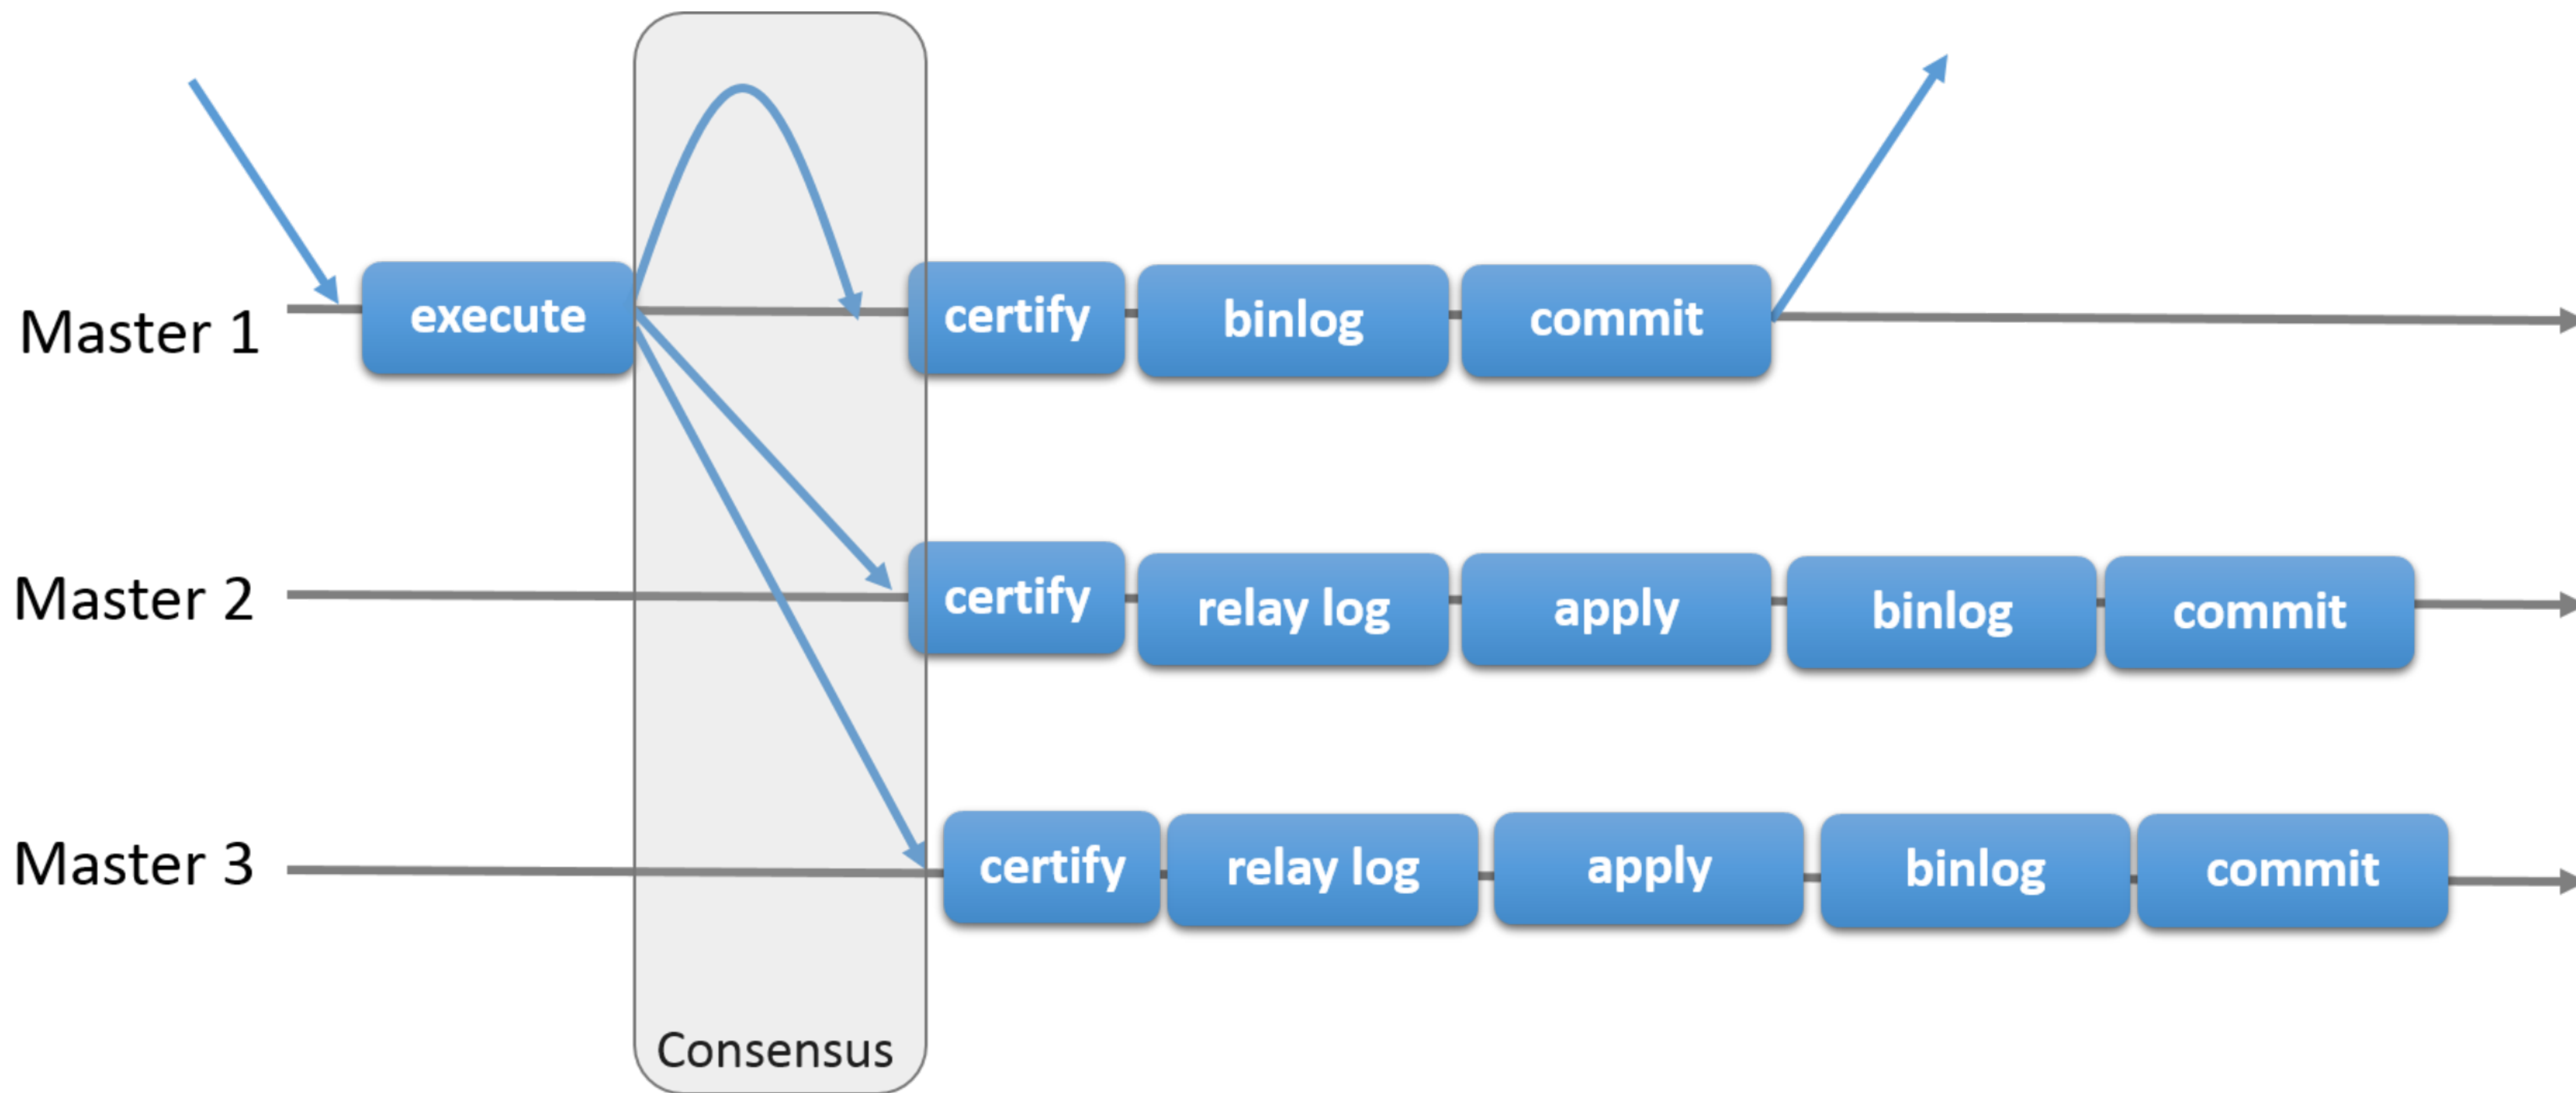 Master 1 execute certify binlog commit
Master 2 certify relay log apply binlog commit
Master 3 certify relay log apply binlog commit
Consensus